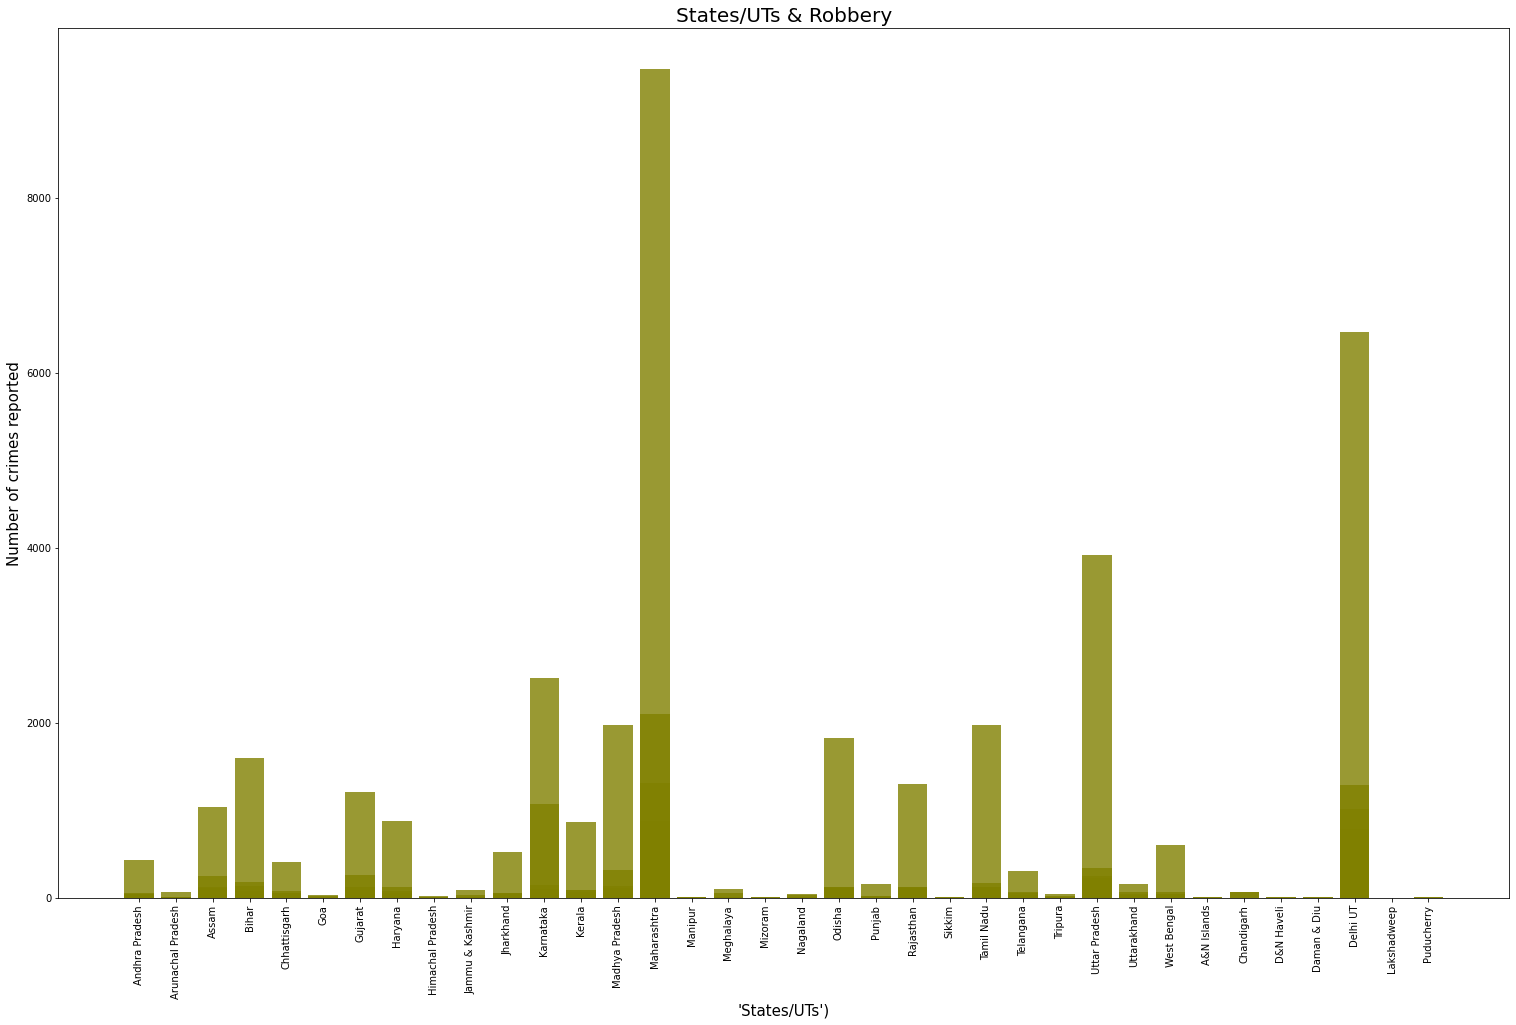 States/UTs & Robbery
Number of crimes reported
8000
6000
4000
2000
0
Andhra Pradesh
Arunachal Pradesh
Assam
Bihar
Chhattisgarh
Goa
Gujarat
Haryana
Himachal Pradesh
Jammu & Kashmir
Jharkhand
Karnataka
Kerala
Madhya Pradesh
Maharashtra
Manipur
Meghalaya
Mizoram
Nagaland
Odisha
Punjab
Rajasthan
Sikkim
Tamil Nadu
Telangana
Tripura
Uttar Pradesh
Uttarakhand
West Bengal
A&N Islands
Chandigarh
D&N Haveli
Daman & Diu
Delhi UT
Lakshadweep
Puducherry
'States/UTs')